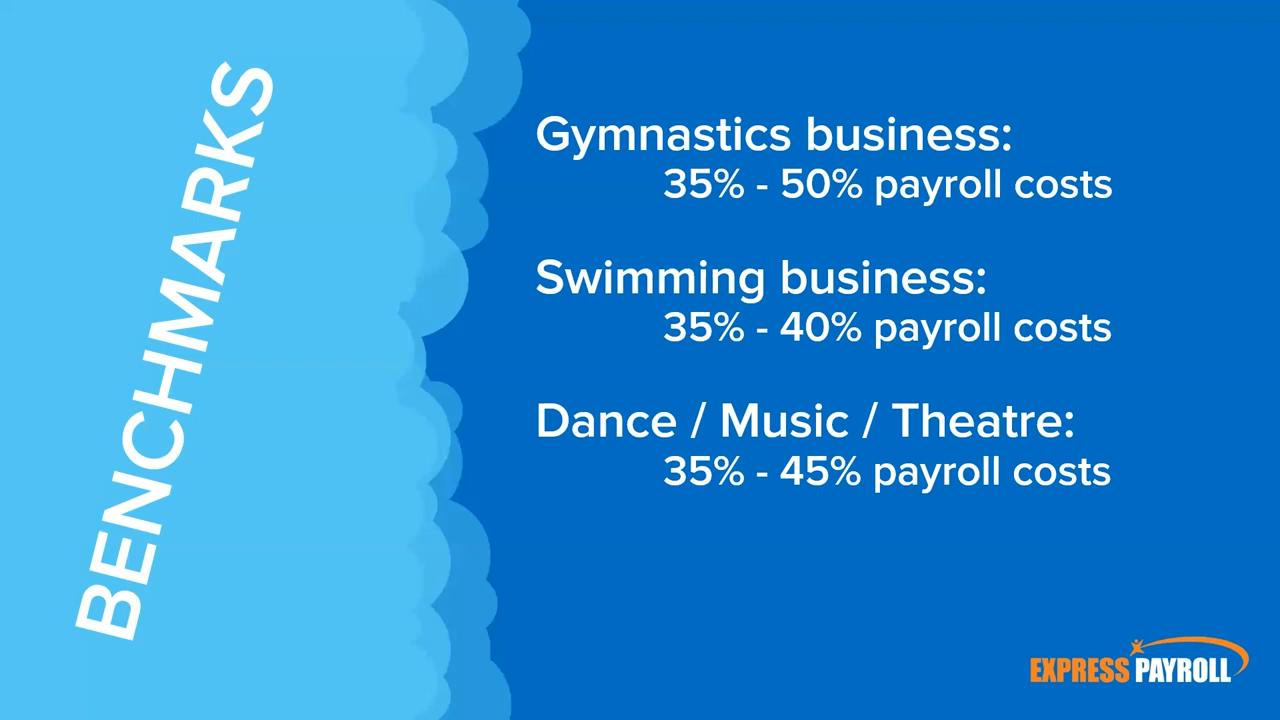 BENCHMARKS
Gymnastics business:
35% - 50% payroll costs
Swimming business:
35% - 40% payroll costs
Dance / Music / Theatre:
35% - 45% payroll costs
EXPRESS PAYROLL